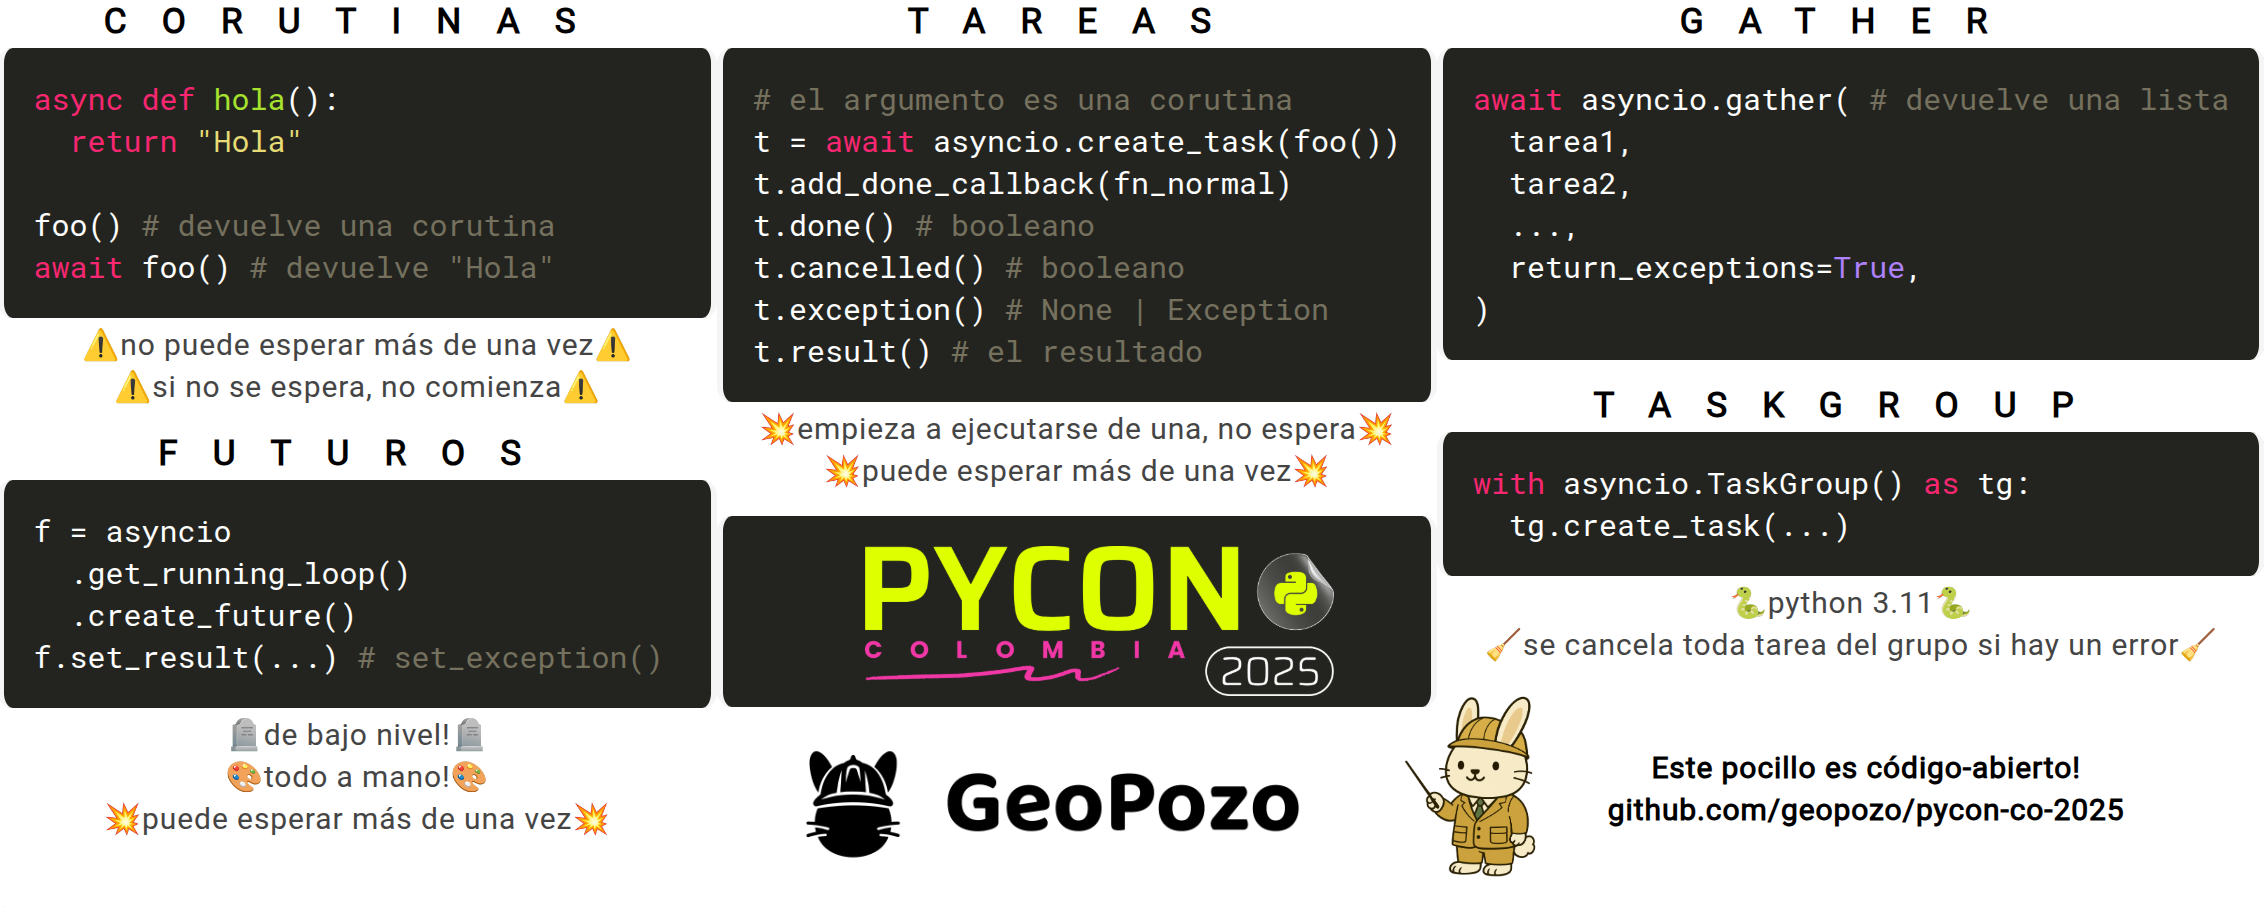 CORUTINAS
async def hola():
  return "Hola"

foo() # devuelve una corutina
await foo() # devuelve "Hola"
⚠️no puede esperar más de una vez⚠️
⚠️si no se espera, no comienza⚠️
FUTUROS
f = asyncio
  .get_running_loop()
  .create_future()
f.set_result(...) # set_exception()
🪦de bajo nivel!🪦
🎨todo a mano!🎨
💥puede esperar más de una vez💥
TAREAS
# el argumento es una corutina
t = await asyncio.create_task(foo())
t.add_done_callback(fn_normal)
t.done() # booleano
t.cancelled() # booleano
t.exception() # None | Exception
t.result() # el resultado
💥empieza a ejecutarse de una, no espera💥
💥puede esperar más de una vez💥
PYCON
COLOMBIA
2025
GeoPozo
GATHER
await asyncio.gather( # devuelve una lista
  tarea1,
  tarea2,
  ...,
  return_exceptions=True,
)
TASKGROUP
with asyncio.TaskGroup() as tg:
  tg.create_task(...)
🐍python 3.11🐍
🧹se cancela toda tarea del grupo si hay un error🧹
Este pocillo es código-abierto!
github.com/geopozo/pycon-co-2025